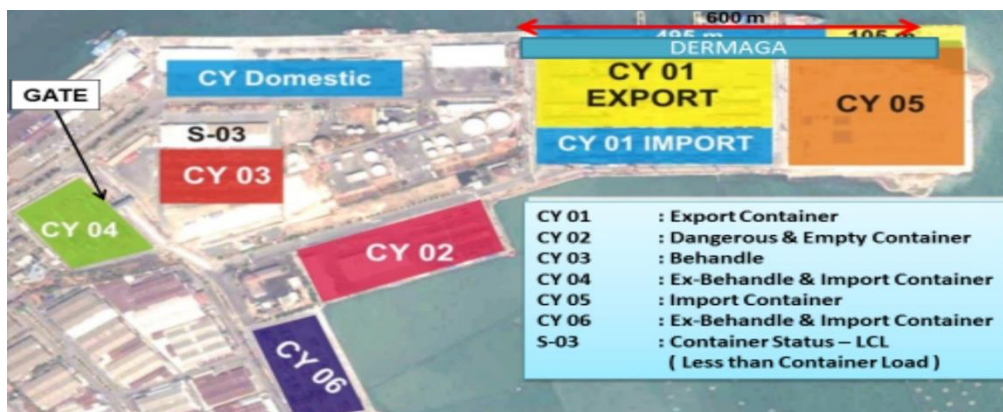 600 m
495 m
105 m
DERMAGA
CY Domestic
CY 01
EXPORT
CY 05
GATE
S-03
CY 01 IMPORT
CY 03
CY 04
CY 02
CY 06
CY 01 : Export Container
CY 02 : Dangerous & Empty Container
CY 03 : Behandle
CY 04 : Ex-Behandle & Import Container
CY 05 : Import Container
CY 06 : Ex-Behandle & Import Container
S-03 : Container Status – LCL
( Less than Container Load )